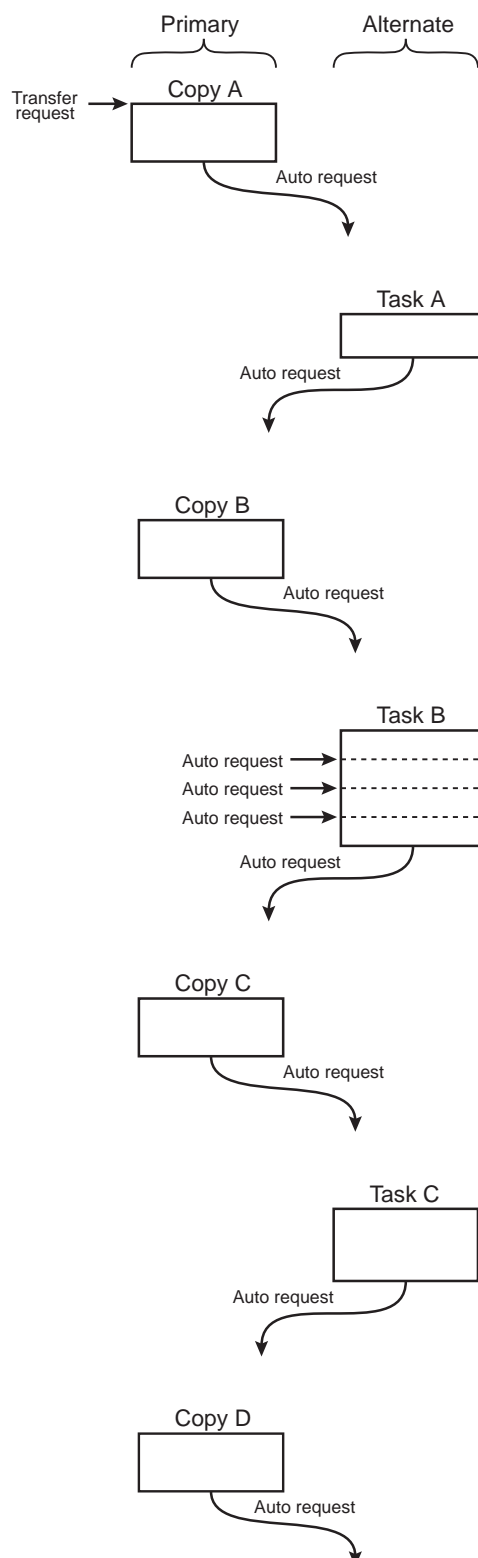 Primary
Alternate
Copy A
Transfer
request
Auto request
Task A
Auto request
Copy B
Auto request
Task B
Auto request
Auto request
Auto request
Auto request
Copy C
Auto request
Task C
Auto request
Copy D
Auto request